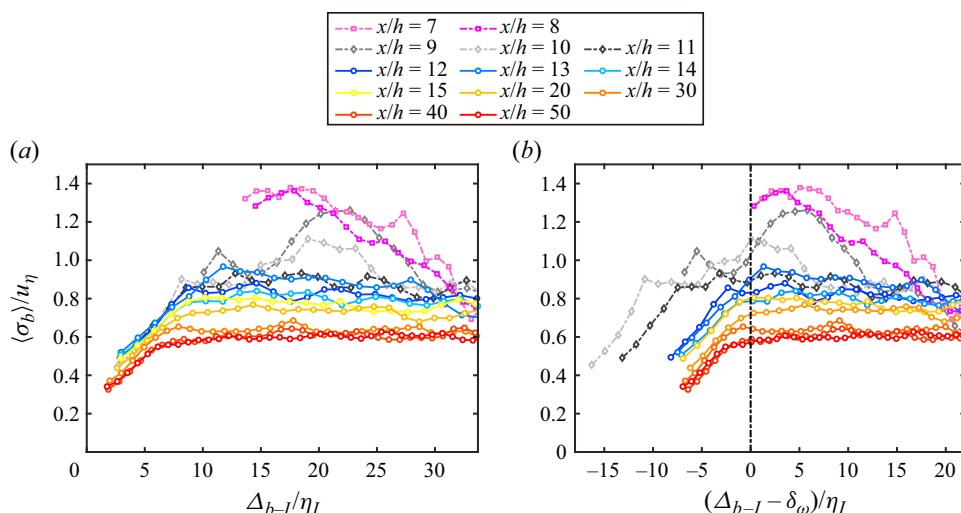 x/h = 7 x/h = 8
x/h = 9 x/h = 10 x/h = 11
x/h = 12 x/h = 13 x/h = 14
x/h = 15 x/h = 20 x/h = 30
x/h = 40 x/h = 50
(a) (b)
1.4 1.4
1.2 1.2
1.0 1.0
0.8 0.8
0.6 0.6
0.4 0.4
0.2 0.2
0
⟨σ_b⟩/u_η
0 5 10 15 20 25 30 −15 −10 −5 0 5 10 15 20
Δ_{b−I}/η_I (Δ_{b−I} − δ_ω)/η_I